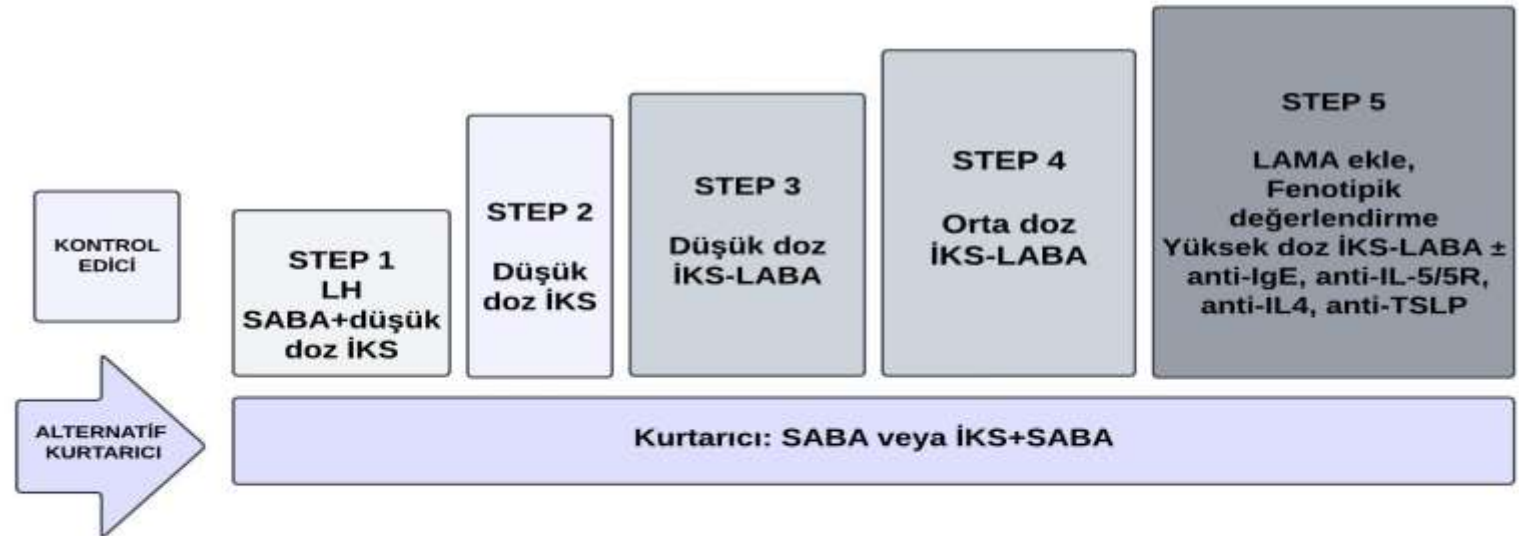 KONTROL
EDİCİ
STEP 1
LH
SABA+düşük
doz İKS
STEP 2
Düşük
doz İKS
STEP 3
Düşük doz
İKS-LABA
STEP 4
Orta doz
İKS-LABA
STEP 5
LAMA ekle,
Fenotipik
değerlendirme
Yüksek doz İKS-LABA ±
anti-IgE, anti-IL-5/5R,
anti-IL4, anti-TSLP
ALTERNATİF
KURTARICI
Kurtarıcı: SABA veya İKS+SABA